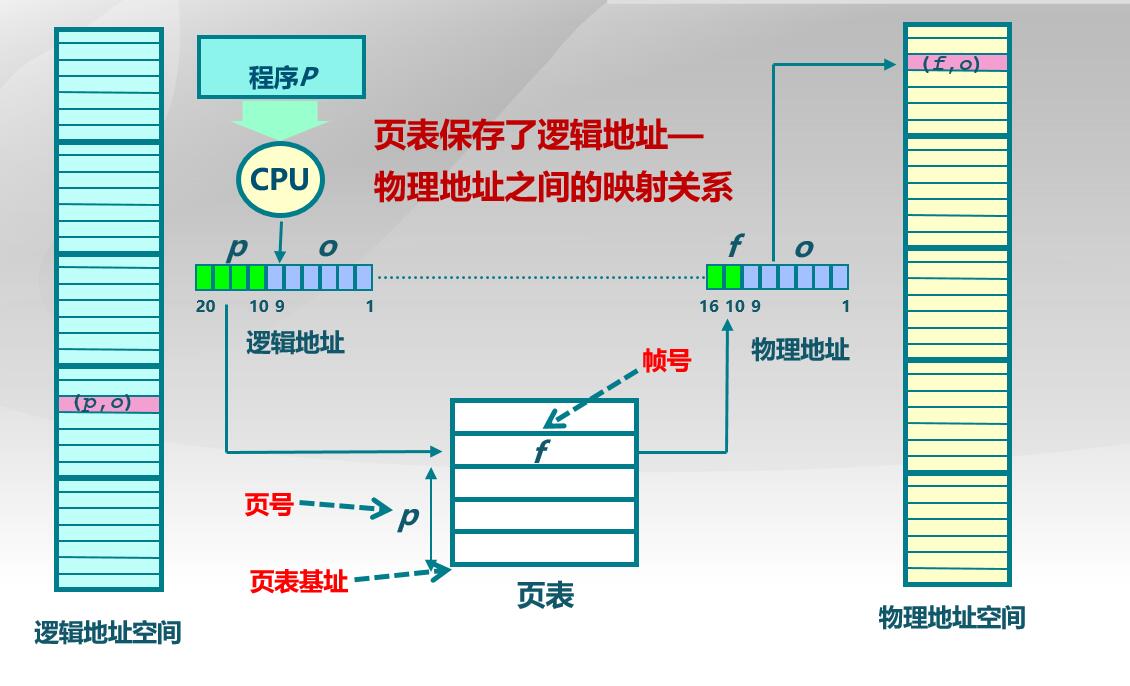 程序P
CPU
页表保存了逻辑地址—
物理地址之间的映射关系
(f,o)
p o
f o
20 10 9 1
16 10 9 1
逻辑地址
物理地址
帧号
(p,o)
f
页号
p
页表基址
页表
逻辑地址空间
物理地址空间